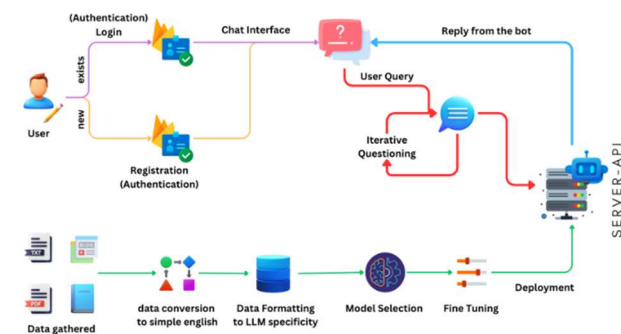 (Authentication)
Login
Chat Interface
Reply from the bot
?
exists
new
User
User Query
Iterative
Questioning
Registration
(Authentication)
SERVER-API
TXT
PDF
Data gathered
data conversion
to simple english
Data Formatting
to LLM specificity
Model Selection
Fine Tuning
Deployment